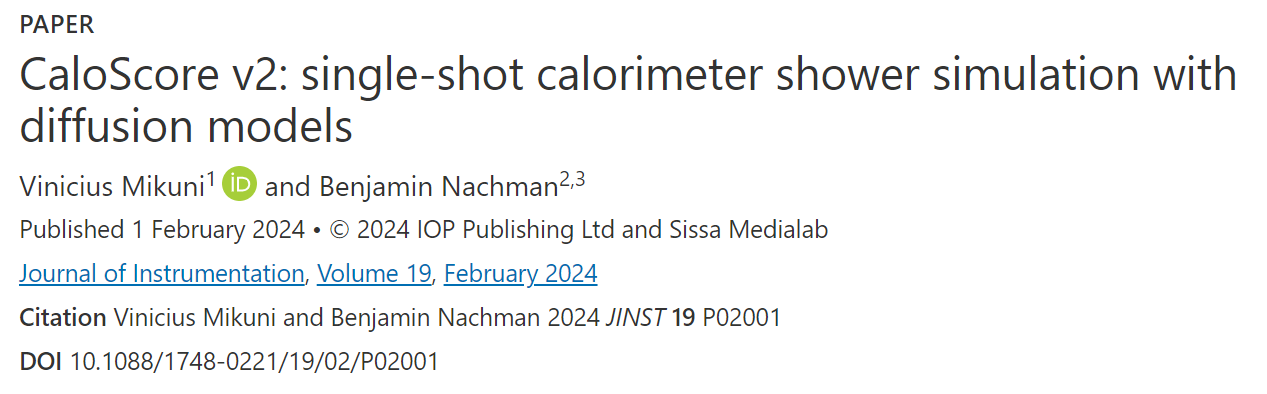 PAPER
CaloScore v2: single-shot calorimeter shower simulation with
diffusion models
Vinicius Mikuni1 iD and Benjamin Nachman2,3
Published 1 February 2024 • © 2024 IOP Publishing Ltd and Sissa Medialab
Journal of Instrumentation, Volume 19, February 2024
Citation Vinicius Mikuni and Benjamin Nachman 2024 JINST 19 P02001
DOI 10.1088/1748-0221/19/02/P02001